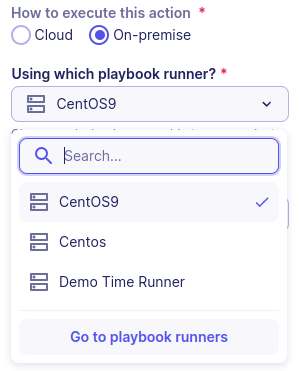 How to execute this action *
Cloud On-premise
Using which playbook runner? *
CentOS9
Search...
CentOS9
Centos
Demo Time Runner
Go to playbook runners